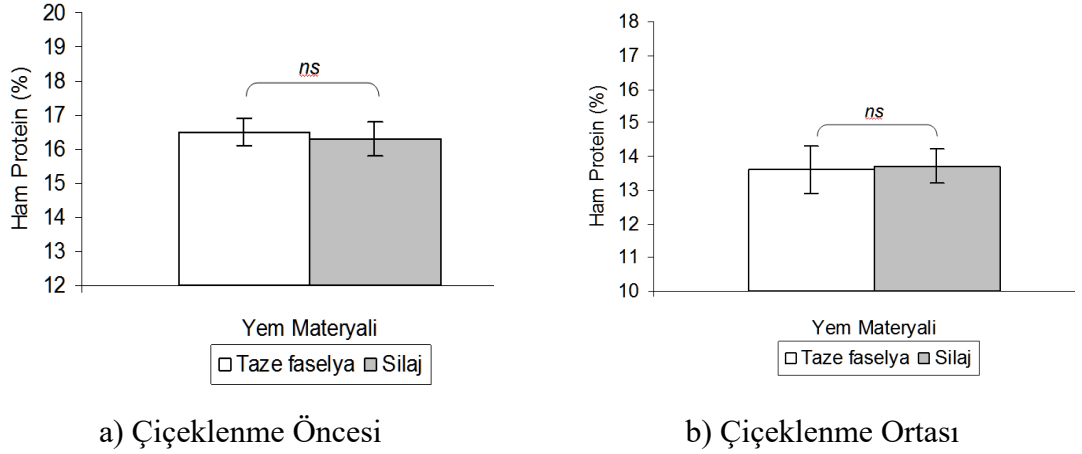 Ham Protein (%)
20
19
18
17
16
15
14
13
12
ns
Yem Materyali
Taze faselya Silaj
a) Çiçeklenme Öncesi
Ham Protein (%)
18
17
16
15
14
13
12
11
10
ns
Yem Materyali
Taze faselya Silaj
b) Çiçeklenme Ortası